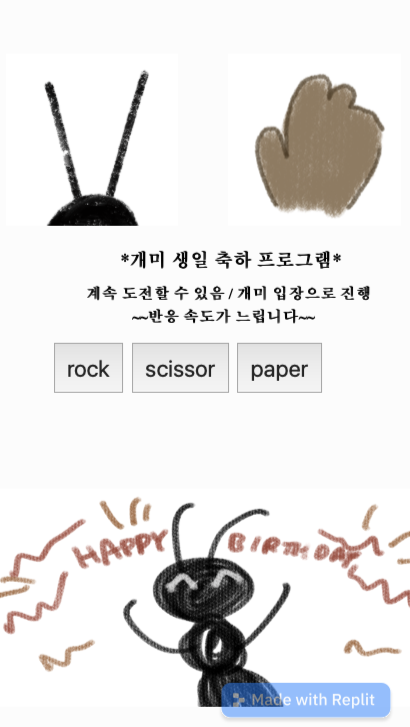 *개미 생일 축하 프로그램*
계속 도전할 수 있음 / 개미 입장으로 진행
~~반응 속도가 느립니다~~
rock scissor paper
HAPPY BIRTHDAY
Made with Replit